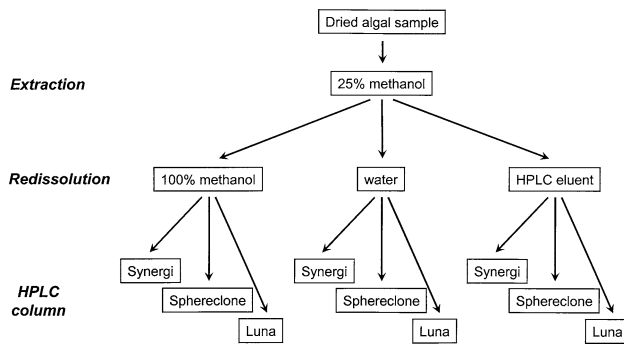 Dried algal sample
Extraction
25% methanol
Redissolution
100% methanol
water
HPLC eluent
Synergi
Synergi
Synergi
HPLC
column
Sphereclone
Sphereclone
Sphereclone
Luna
Luna
Luna